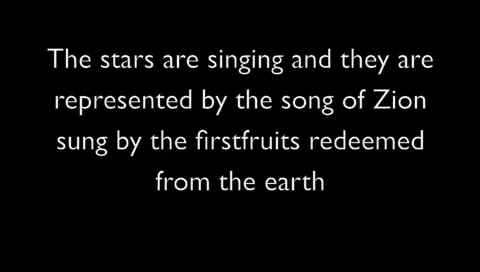 The stars are singing and they are
represented by the song of Zion
sung by the firstfruits redeemed
from the earth